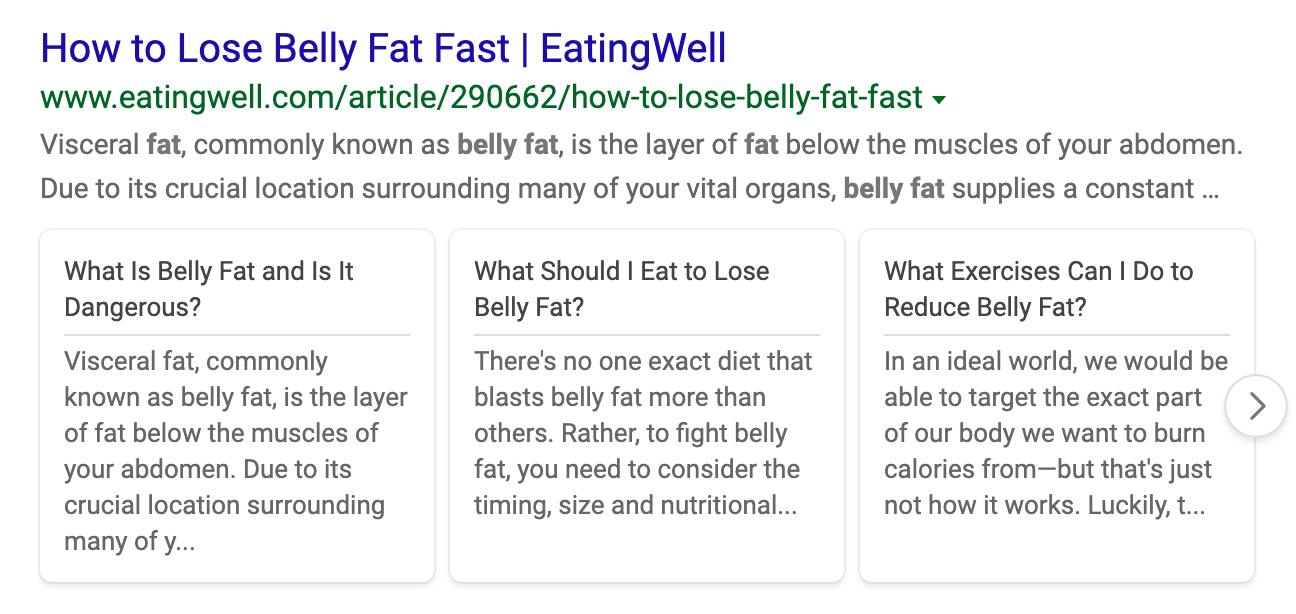 How to Lose Belly Fat Fast | EatingWell
www.eatingwell.com/article/290662/how-to-lose-belly-fat-fast
Visceral fat, commonly known as belly fat, is the layer of fat below the muscles of your abdomen.
Due to its crucial location surrounding many of your vital organs, belly fat supplies a constant ...
What Is Belly Fat and Is It
Dangerous?
Visceral fat, commonly
known as belly fat, is the layer
of fat below the muscles of
your abdomen. Due to its
crucial location surrounding
many of y...
What Should I Eat to Lose
Belly Fat?
There's no one exact diet that
blasts belly fat more than
others. Rather, to fight belly
fat, you need to consider the
timing, size and nutritional...
What Exercises Can I Do to
Reduce Belly Fat?
In an ideal world, we would be
able to target the exact part
of our body we want to burn
calories from—but that's just
not how it works. Luckily, t...